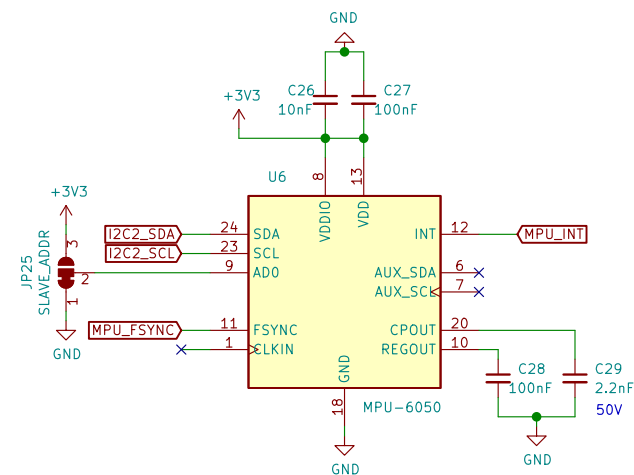 GND
C26
10nF
C27
100nF
+3V3
8
13
U6
VDDIO
VDD
+3V3
I2C2_SDA
24
SDA
I2C2_SCL
23
SCL
9
AD0
INT
12
MPU_INT
JP25
SLAVE_ADDR
3
2
1
GND
AUX_SDA
6
AUX_SCL
7
MPU_FSYNC
11
FSYNC
1
CLKIN
CPOUT
20
REGOUT
10
GND
18
MPU-6050
C28
100nF
C29
2.2nF
50V
GND
GND